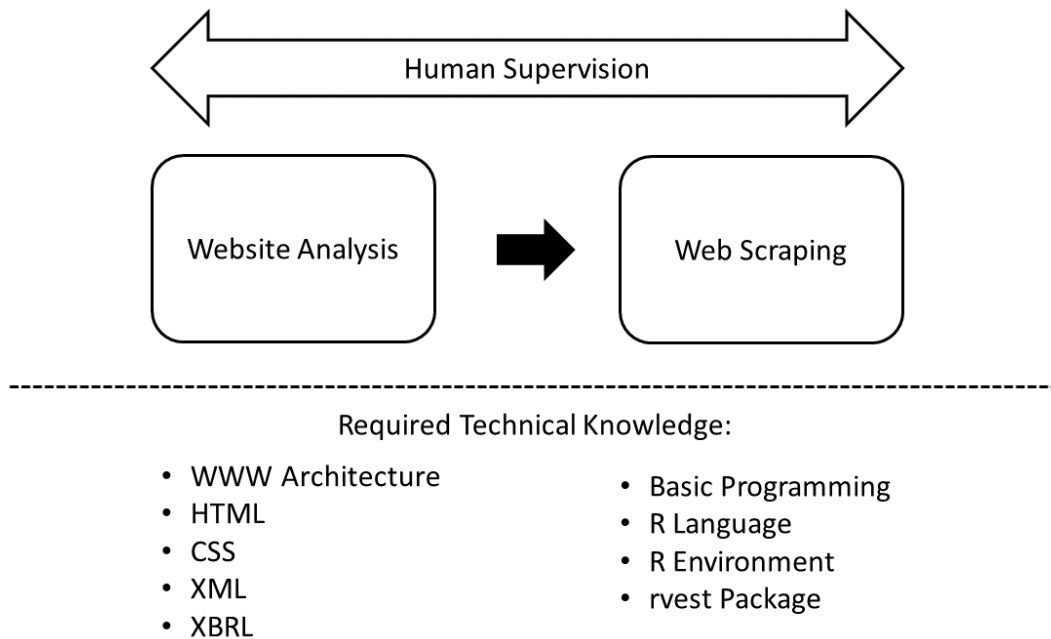 Human Supervision
Website Analysis
Web Scraping
Required Technical Knowledge:
• WWW Architecture
• HTML
• CSS
• XML
• XBRL
• Basic Programming
• R Language
• R Environment
• rvest Package